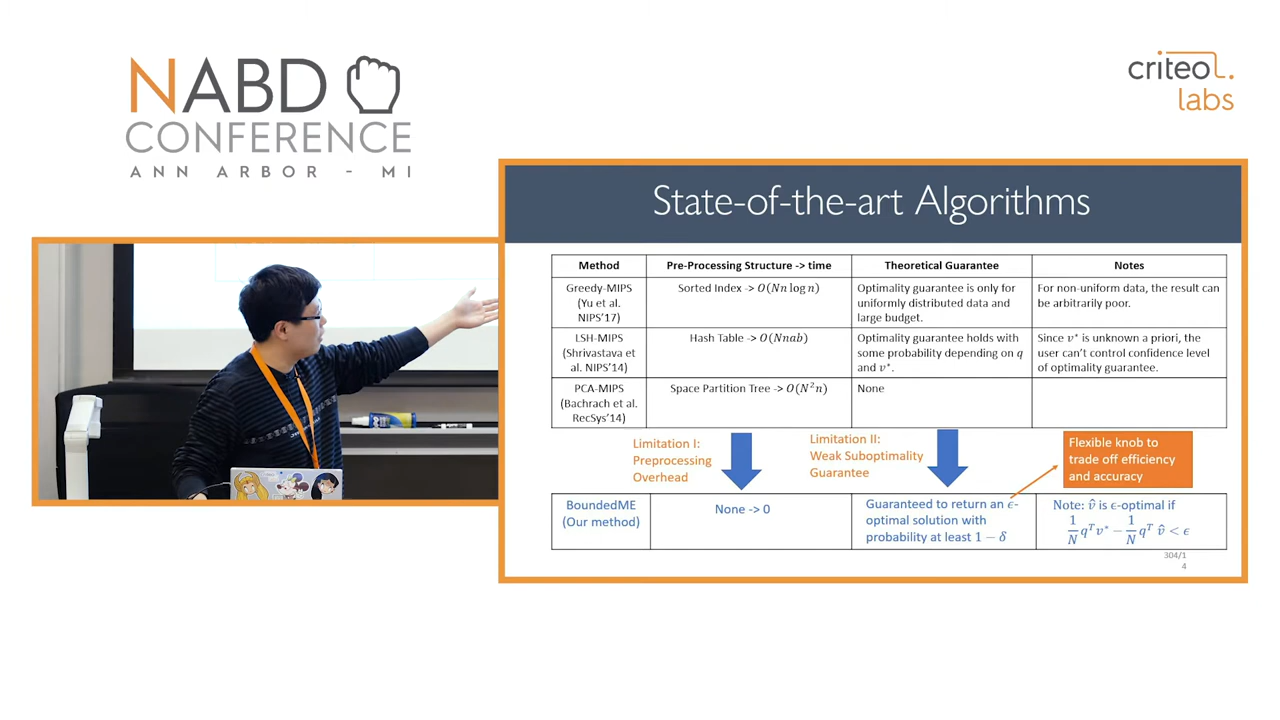 NABD
CONFERENCE
ANN ARBOR - MI
criteol.
labs
State-of-the-art Algorithms
Method
Pre-Processing Structure -> time
Theoretical Guarantee
Notes
Greedy-MIPS
(Yu et al.
NIPS'17)
Sorted Index -> O(Nn log n)
Optimality guarantee is only for
uniformly distributed data and
large budget.
For non-uniform data, the result can
be arbitrarily poor.
LSH-MIPS
(Shrivastava et
al. NIPS'14)
Hash Table -> O(Nnab)
Optimality guarantee holds with
some probability depending on q
and v*.
Since v* is unknown a priori, the
user can't control confidence level
of optimality guarantee.
PCA-MIPS
(Bachrach et al.
RecSys'14)
Space Partition Tree -> O(N²n)
None
Limitation I:
Preprocessing
Overhead
Limitation II:
Weak Suboptimality
Guarantee
Flexible knob to
trade off efficiency
and accuracy
BoundedME
(Our method)
None -> 0
Guaranteed to return an ϵ-
optimal solution with
probability at least 1 − δ
Note: v̂ is ϵ-optimal if
1/N qᵀv* − 1/N qᵀ v̂ < ϵ
304/1
4